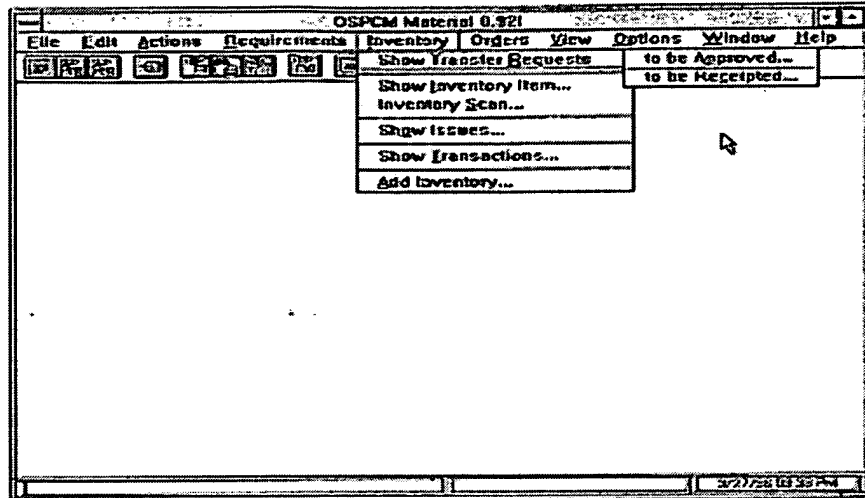 OSPCM Material 0.921
File Edit Actions Requirements Inventory Orders View Options Window Help
Show Transfer Requests
to be Approved...
to be Receipted...
Show Inventory Item...
Inventory Scan...
Show Issues...
Show Transactions...
Add Inventory...